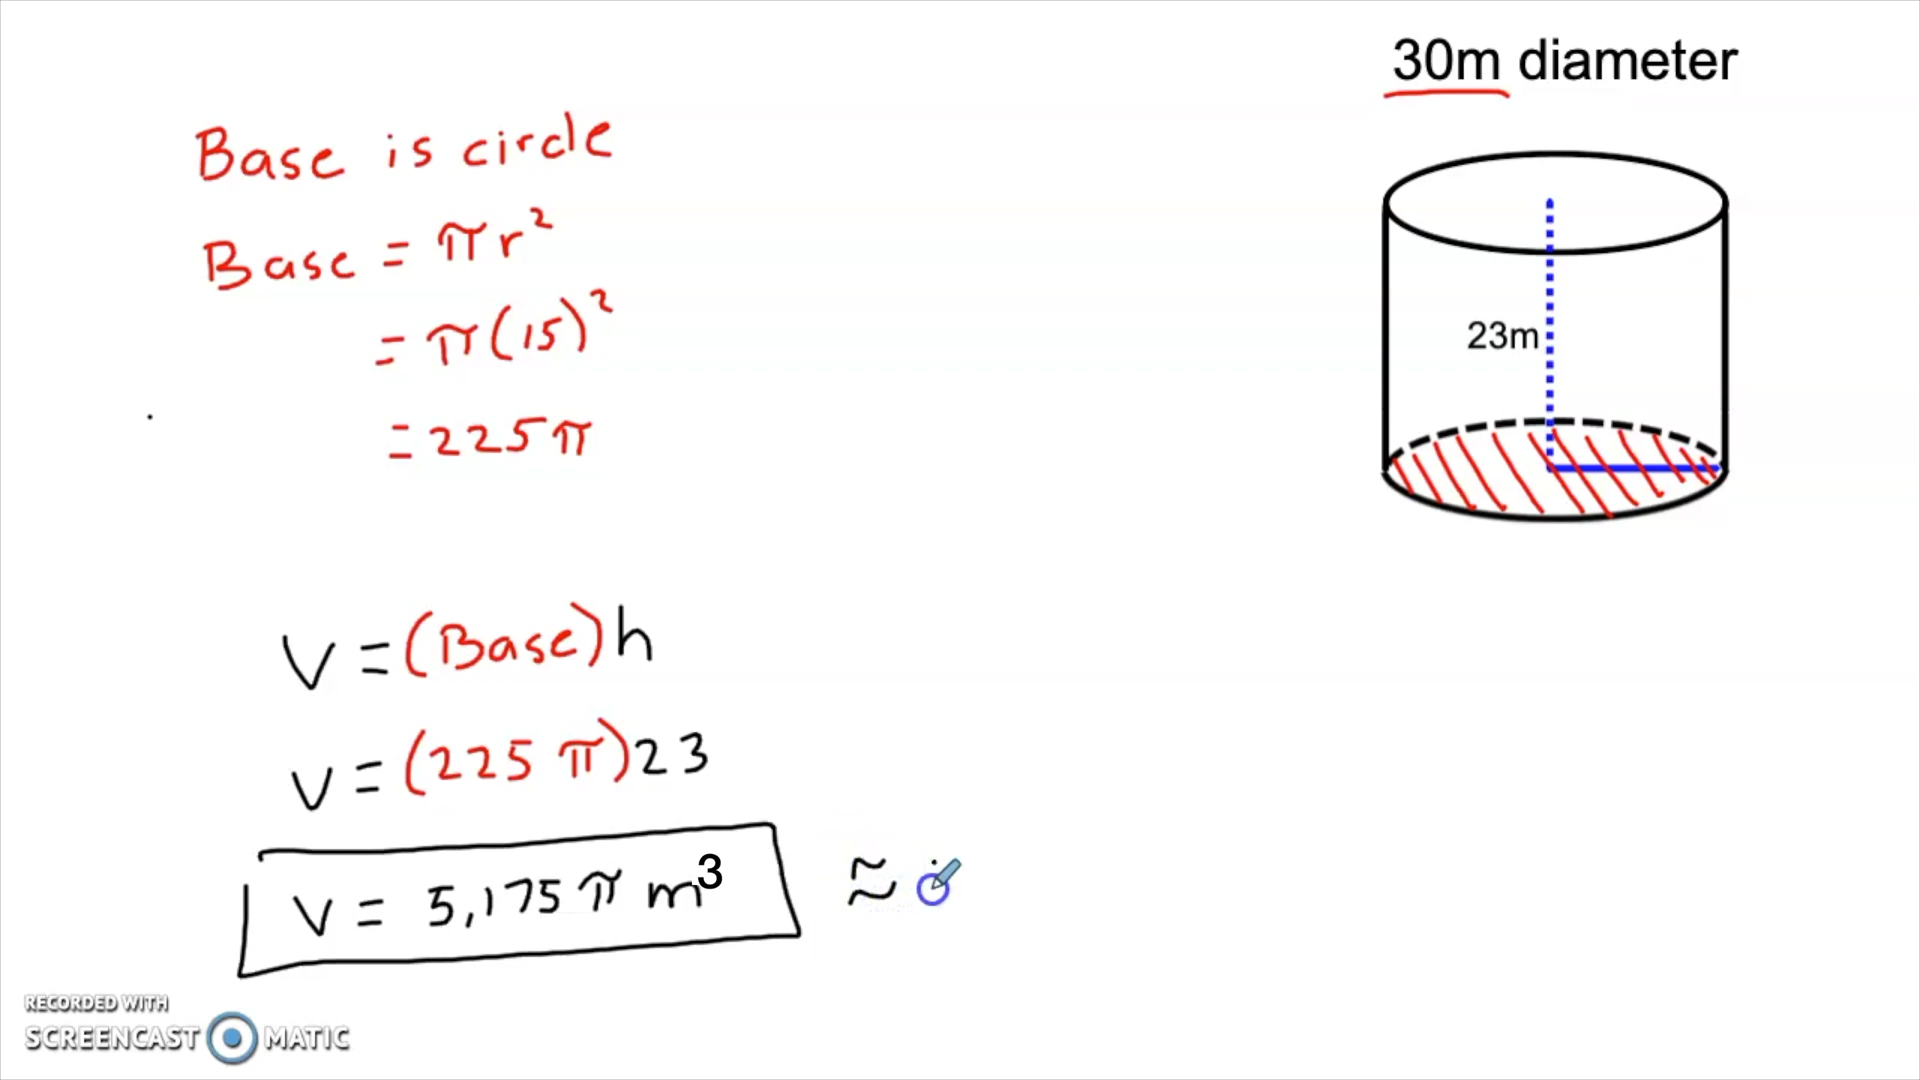 30m diameter
Base is circle
Base = πr²
= π(15)²
= 225π
23m
V = (Base)h
V = (225 π)23
V = 5,175 π m³ ≈
RECORDED WITH
SCREENCAST MATIC